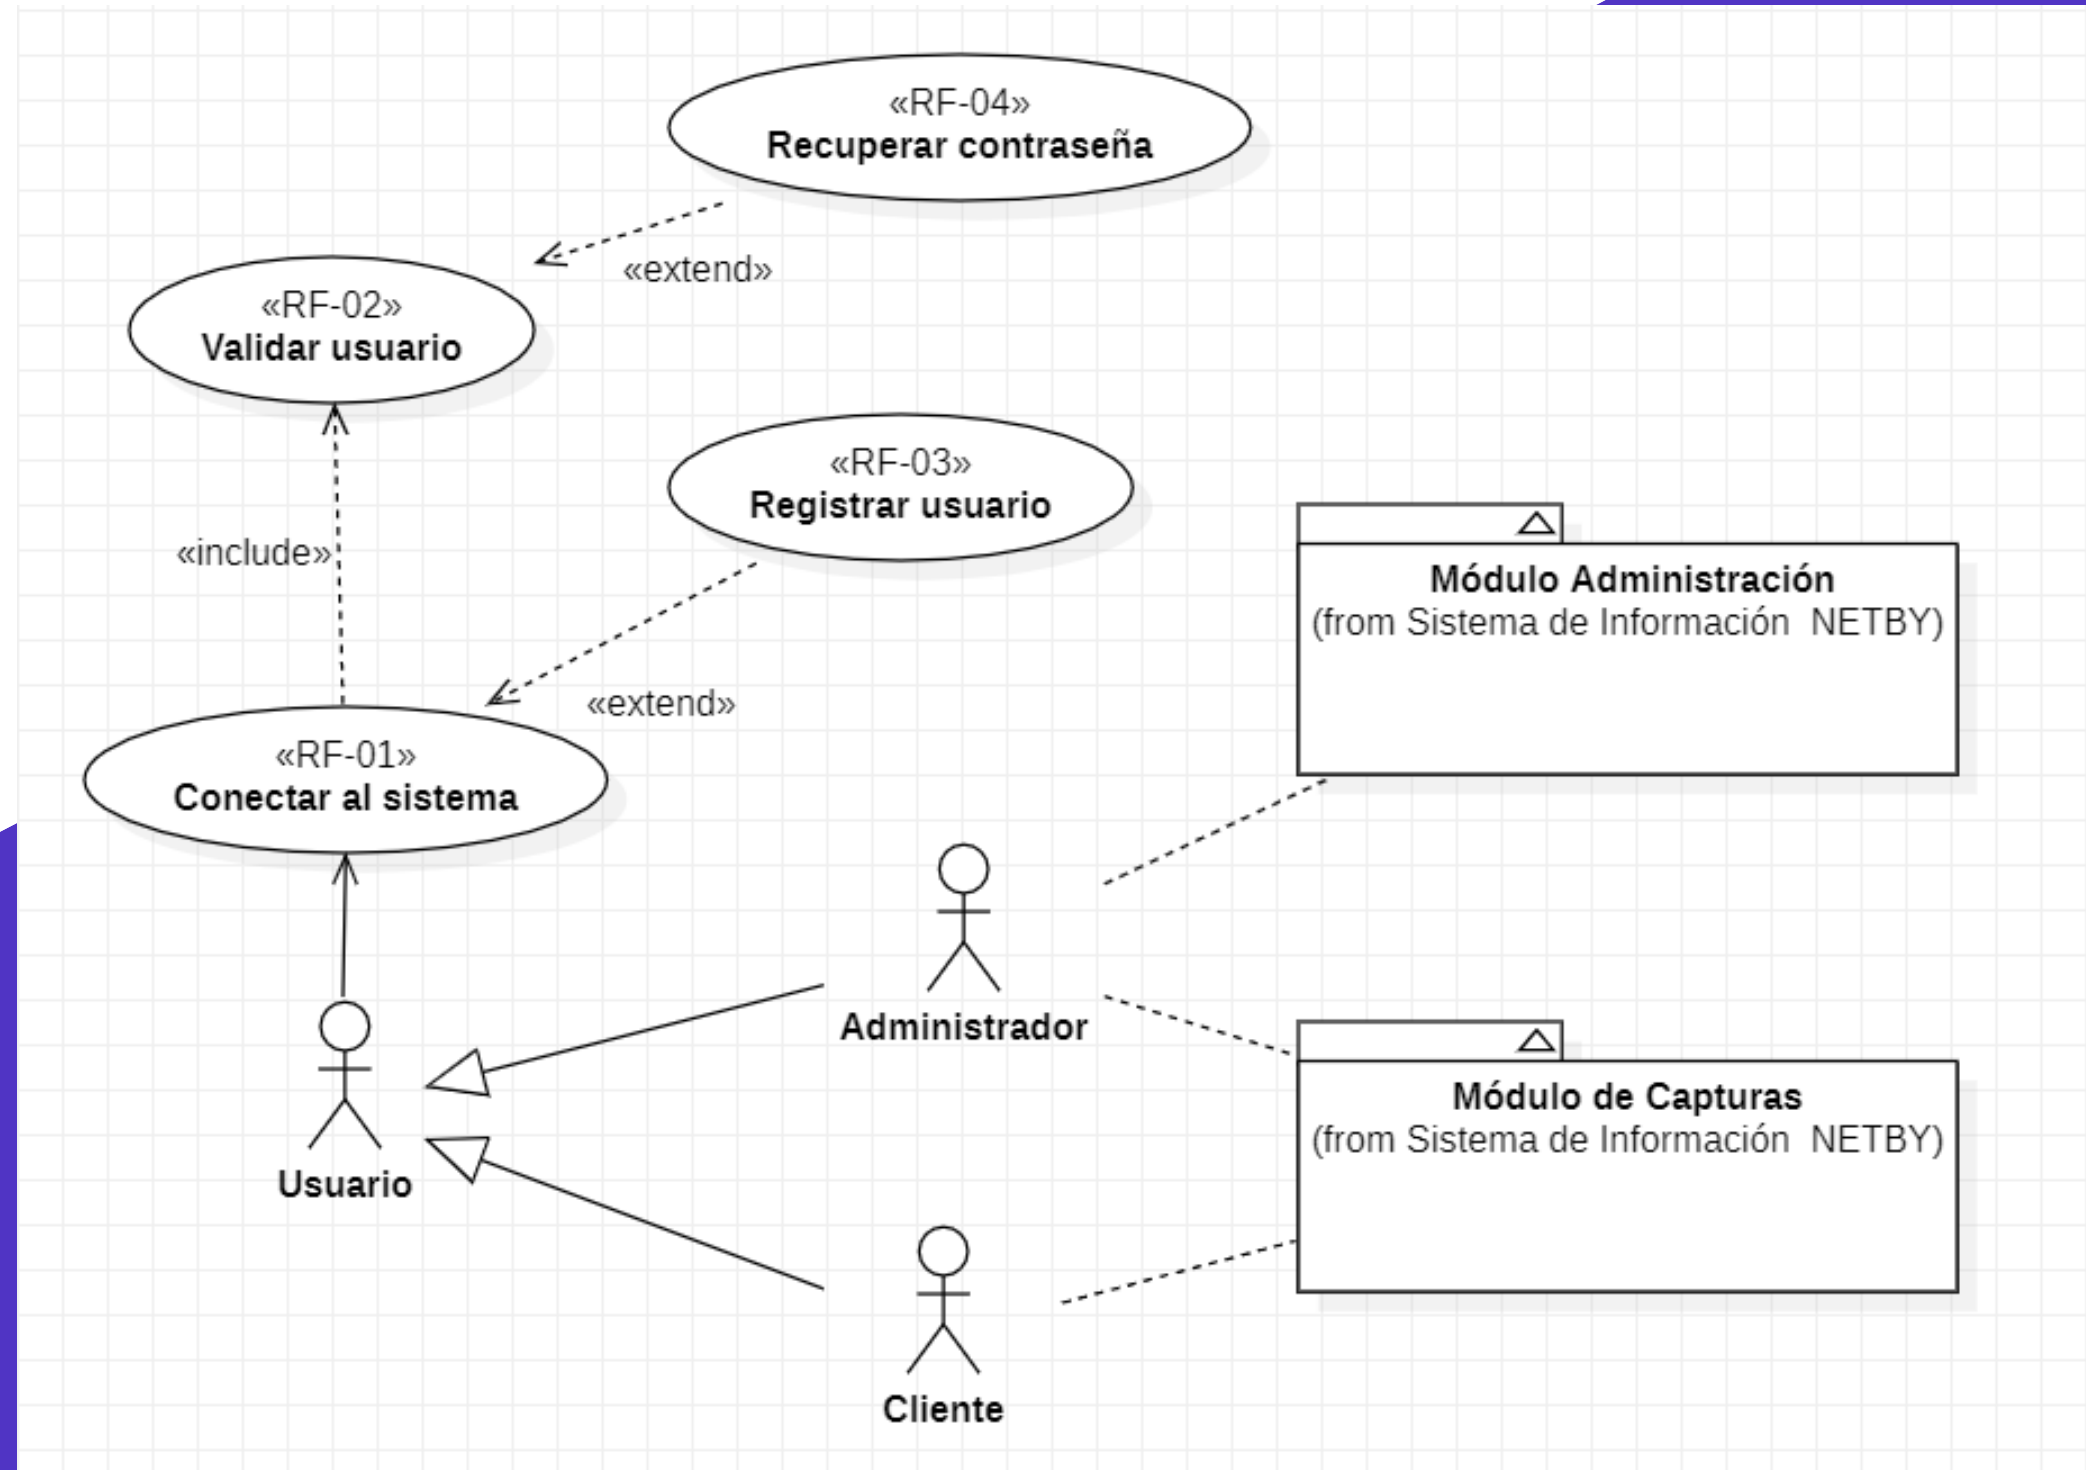 «RF-04»
Recuperar contraseña
«extend»
«RF-02»
Validar usuario
«RF-03»
Registrar usuario
«include»
Módulo Administración
(from Sistema de Información  NETBY)
«extend»
«RF-01»
Conectar al sistema
Administrador
Módulo de Capturas
(from Sistema de Información  NETBY)
Usuario
Cliente